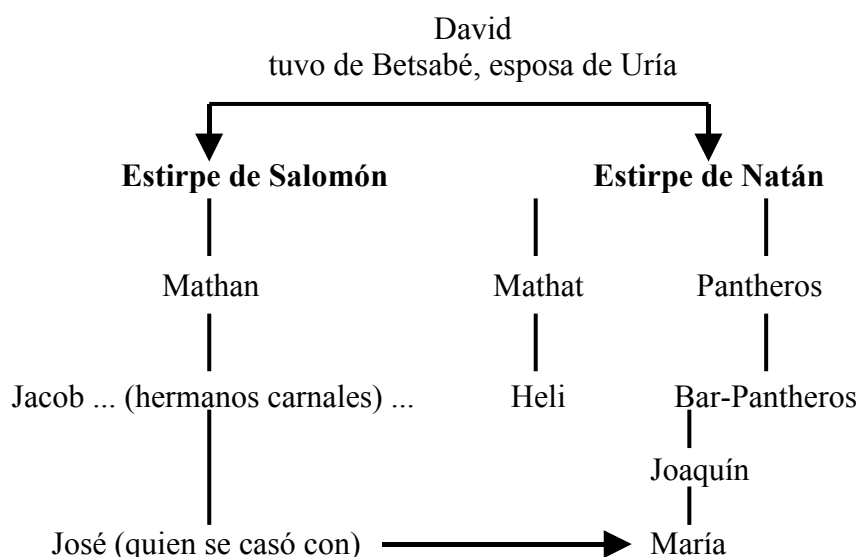 David
tuvo de Betsabé, esposa de Uría
Estirpe de Salomón Estirpe de Natán
Mathan Mathat Pantheros
Jacob ... (hermanos carnales) ... Heli Bar-Pantheros
Joaquín
José (quien se casó con) María